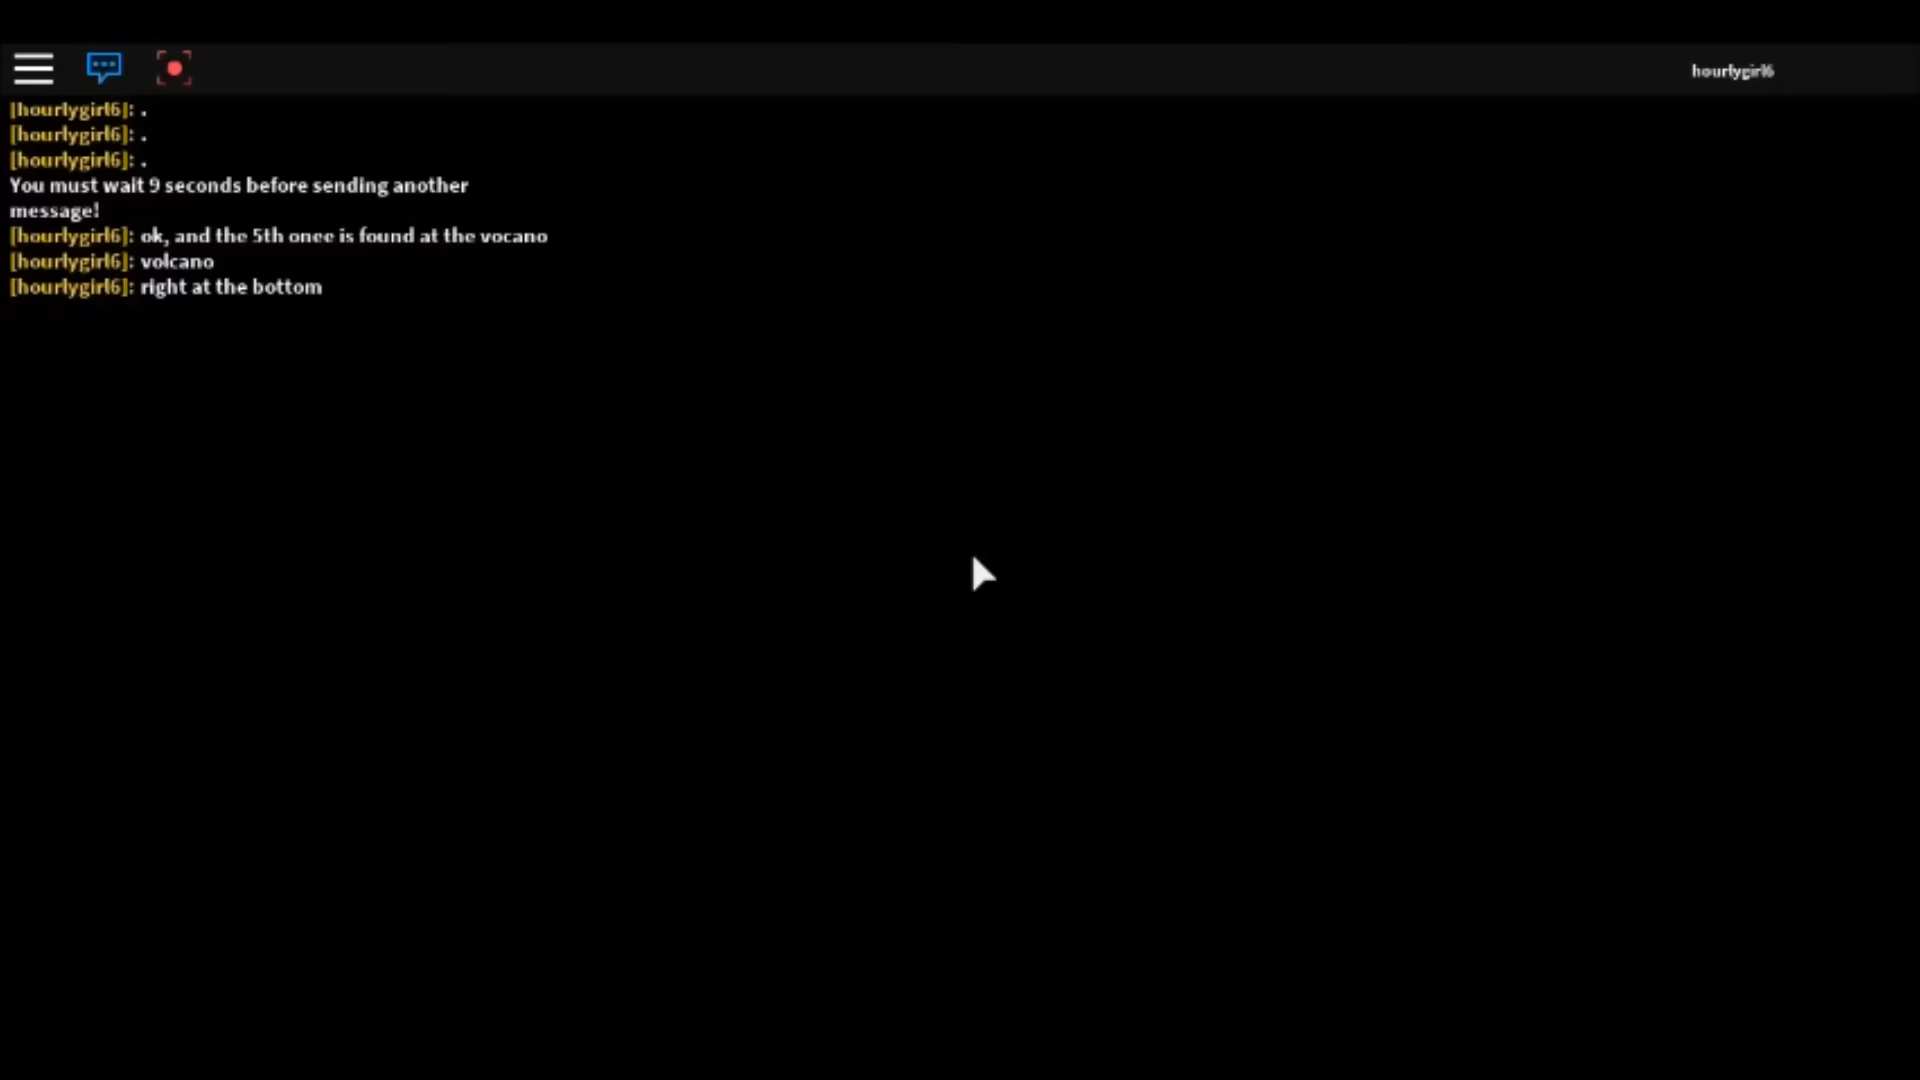 hourlygirl6
[hourlygirl6]: .
[hourlygirl6]: .
[hourlygirl6]: .
You must wait 9 seconds before sending another
message!
[hourlygirl6]: ok, and the 5th onee is found at the vocano
[hourlygirl6]: volcano
[hourlygirl6]: right at the bottom